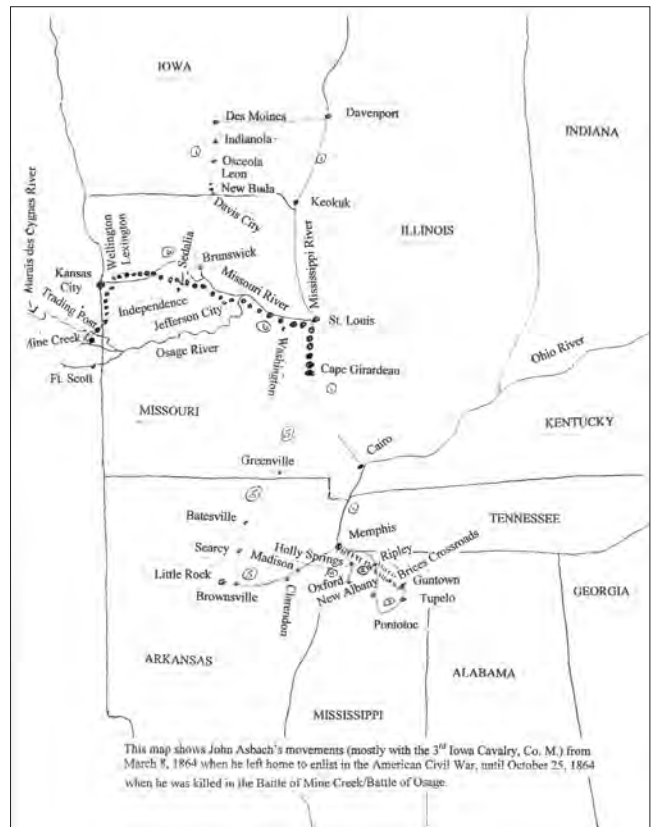 IOWA
Des Moines
Davenport
INDIANA
Indianola
Osceola
Leon
New Buda
Davis City
Keokuk
ILLINOIS
Marais des Cygnes River
Wellington
Lexington
Sedalia
Brunswick
Missouri River
Mississippi River
Kansas City
Independence
Jefferson City
Trading Post
St. Louis
Mine Creek
Osage River
Washington
Ohio River
Ft. Scott
Cape Girardeau
MISSOURI
KENTUCKY
Cairo
Greenville
Batesville
Memphis
TENNESSEE
Searcy
Holly Springs
Ripley
Madison
Brices Crossroads
Little Rock
Oxford
New Albany
Guntown
GEORGIA
Brownsville
Clarendon
Tupelo
Pontotoc
ARKANSAS
ALABAMA
MISSISSIPPI
This map shows John Asbach's movements (mostly with the 3rd Iowa Cavalry, Co. M.) from
March 8, 1864 when he left home to enlist in the American Civil War, until October 25, 1864
when he was killed in the Battle of Mine Creek/Battle of Osage.